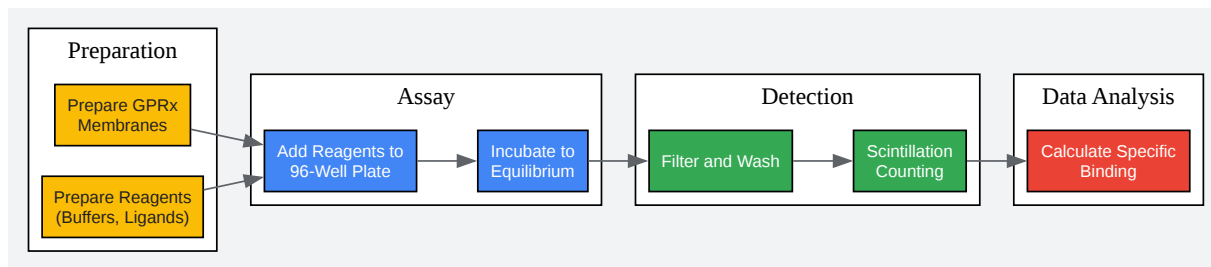 Preparation
Prepare GPRx
Membranes
Prepare Reagents
(Buffers, Ligands)
Assay
Add Reagents to
96-Well Plate
Incubate to
Equilibrium
Detection
Filter and Wash
Scintillation
Counting
Data Analysis
Calculate Specific
Binding